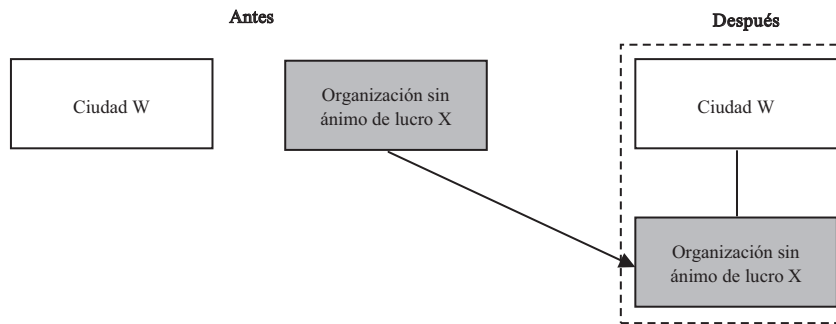 Antes
Después
Ciudad W
Organización sin
ánimo de lucro X
Ciudad W
Organización sin
ánimo de lucro X